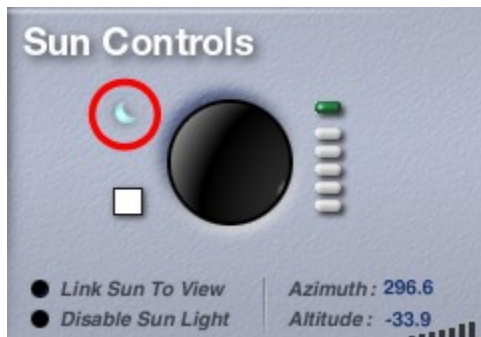 Sun Controls
Link Sun To View
Azimuth: 296.6
Disable Sun Light
Altitude: -33.9